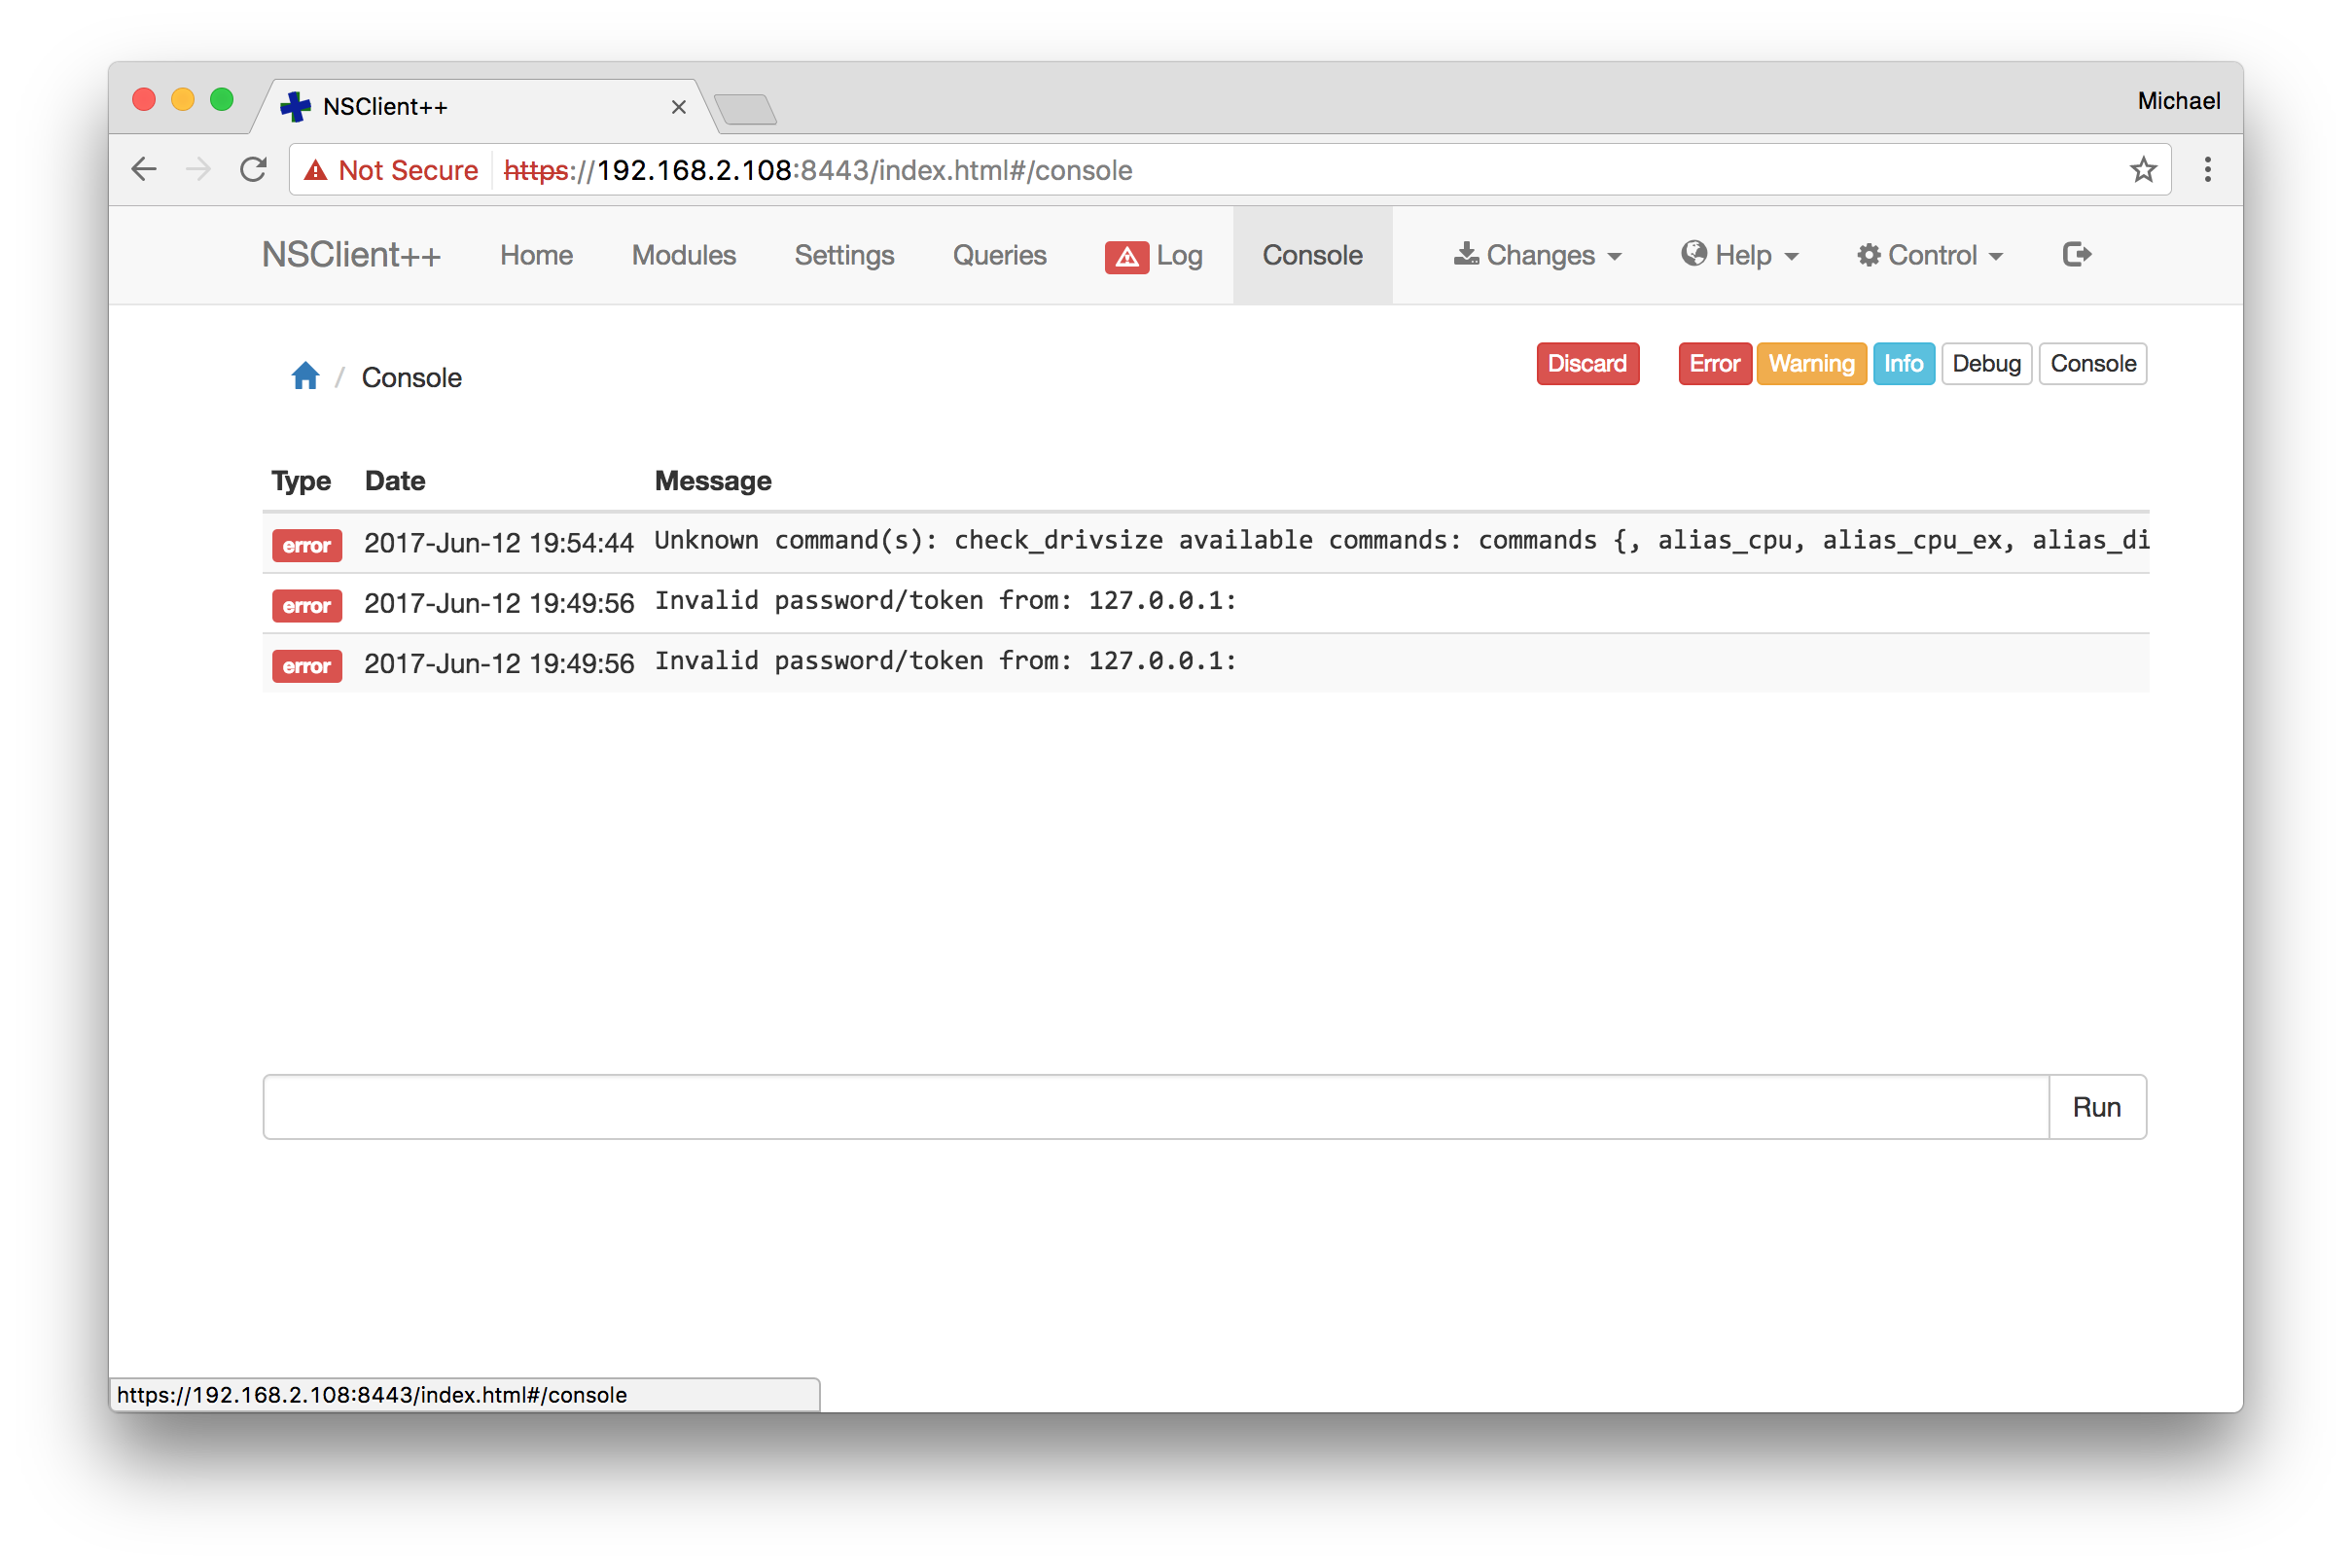 NSClient++
Michael
Not Secure https://192.168.2.108:8443/index.html#/console
NSClient++ Home Modules Settings Queries Log Console Changes Help Control
/ Console
Discard Error Warning Info Debug Console
Type Date Message
error 2017-Jun-12 19:54:44 Unknown command(s): check_drivsize available commands: commands {, alias_cpu, alias_cpu_ex, alias_di
error 2017-Jun-12 19:49:56 Invalid password/token from: 127.0.0.1:
error 2017-Jun-12 19:49:56 Invalid password/token from: 127.0.0.1:
Run
https://192.168.2.108:8443/index.html#/console